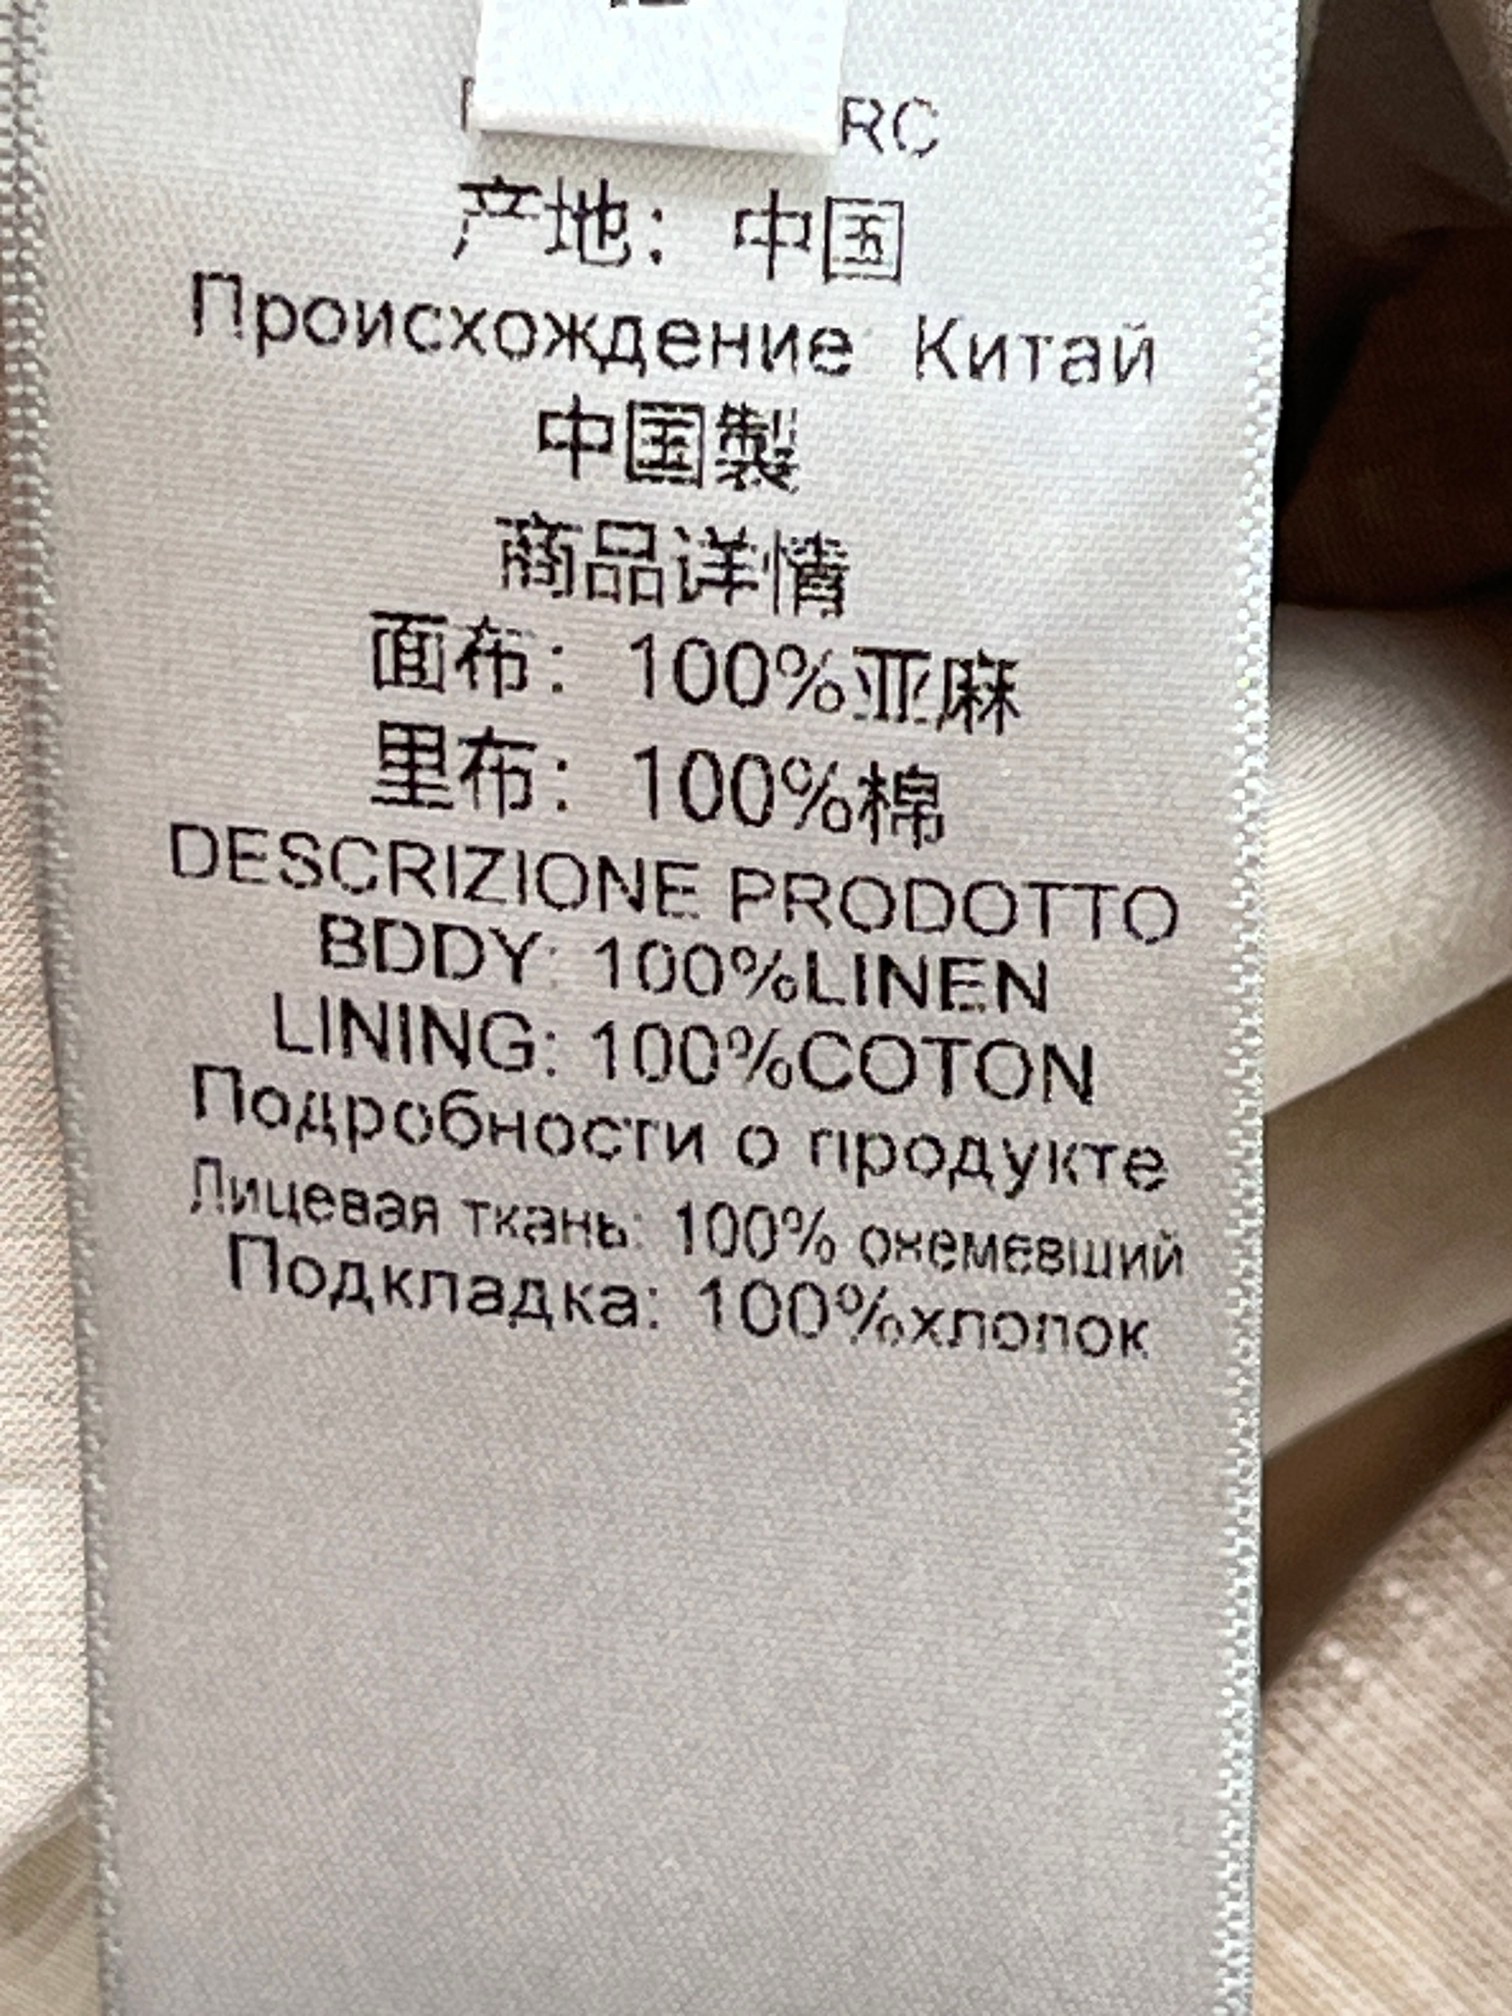 RC
产地：中国
Происхождение Китай
中国製
商品详情
面布：100%亚麻
里布：100%棉
DESCRIZIONE PRODOTTO
BDDY: 100%LINEN
LINING: 100%COTON
Подробности о продукте
Лицевая ткань: 100% онемевший
Подкладка: 100%хлопок